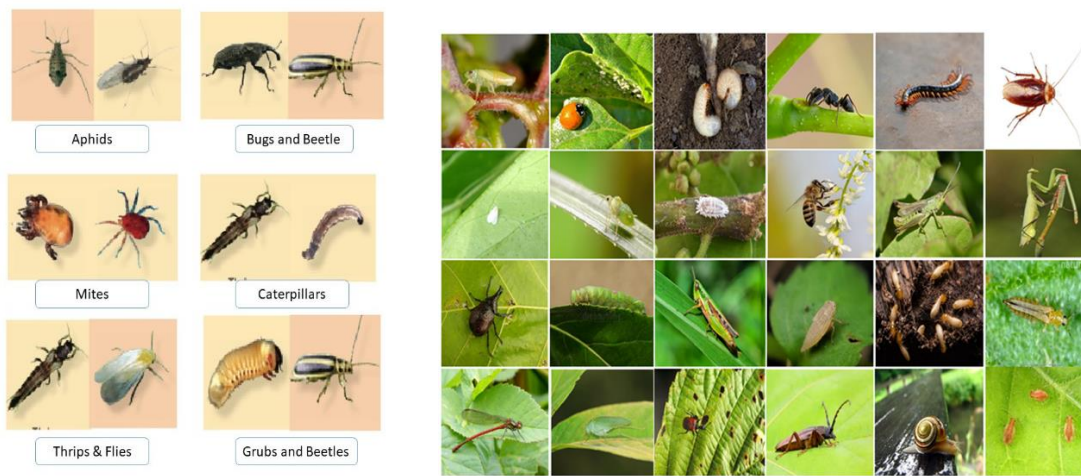 Aphids
Bugs and Beetle
Mites
Caterpillars
Thrips & Flies
Grubs and Beetles